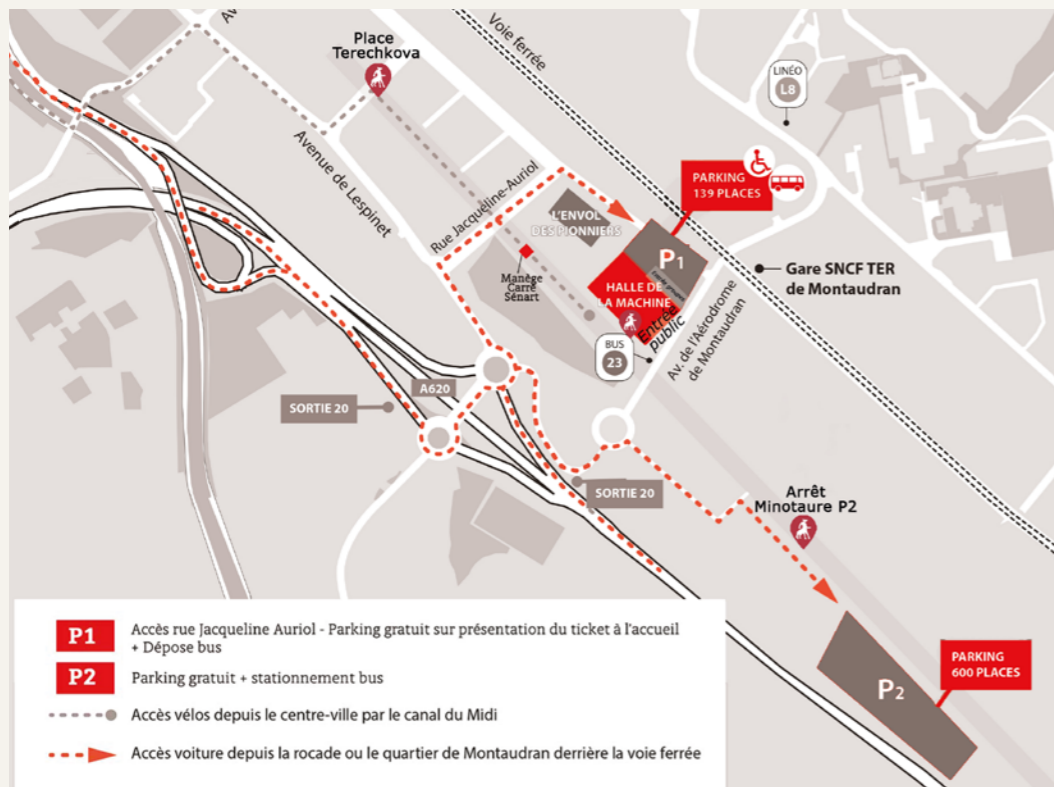 Av
Place
Terechkova
Voie ferrée
LINÉO
L8
Avenue de Lespinet
Rue Jacqueline-Auriol
PARKING
139 PLACES
L'ENVOL
DES PIONNIERS
P1
Manège
Carré
Sénart
HALLE DE
LA MACHINE
Entrée
public
Gare SNCF TER
de Montaudran
BUS
23
Av. de l'Aérodrome
de Montaudran
A620
SORTIE 20
SORTIE 20
Arrêt
Minotaure P2
PARKING
600 PLACES
P2
P1
Accès rue Jacqueline Auriol - Parking gratuit sur présentation du ticket à l'accueil
+ Dépose bus
P2
Parking gratuit + stationnement bus
Accès vélos depuis le centre-ville par le canal du Midi
Accès voiture depuis la rocade ou le quartier de Montaudran derrière la voie ferrée